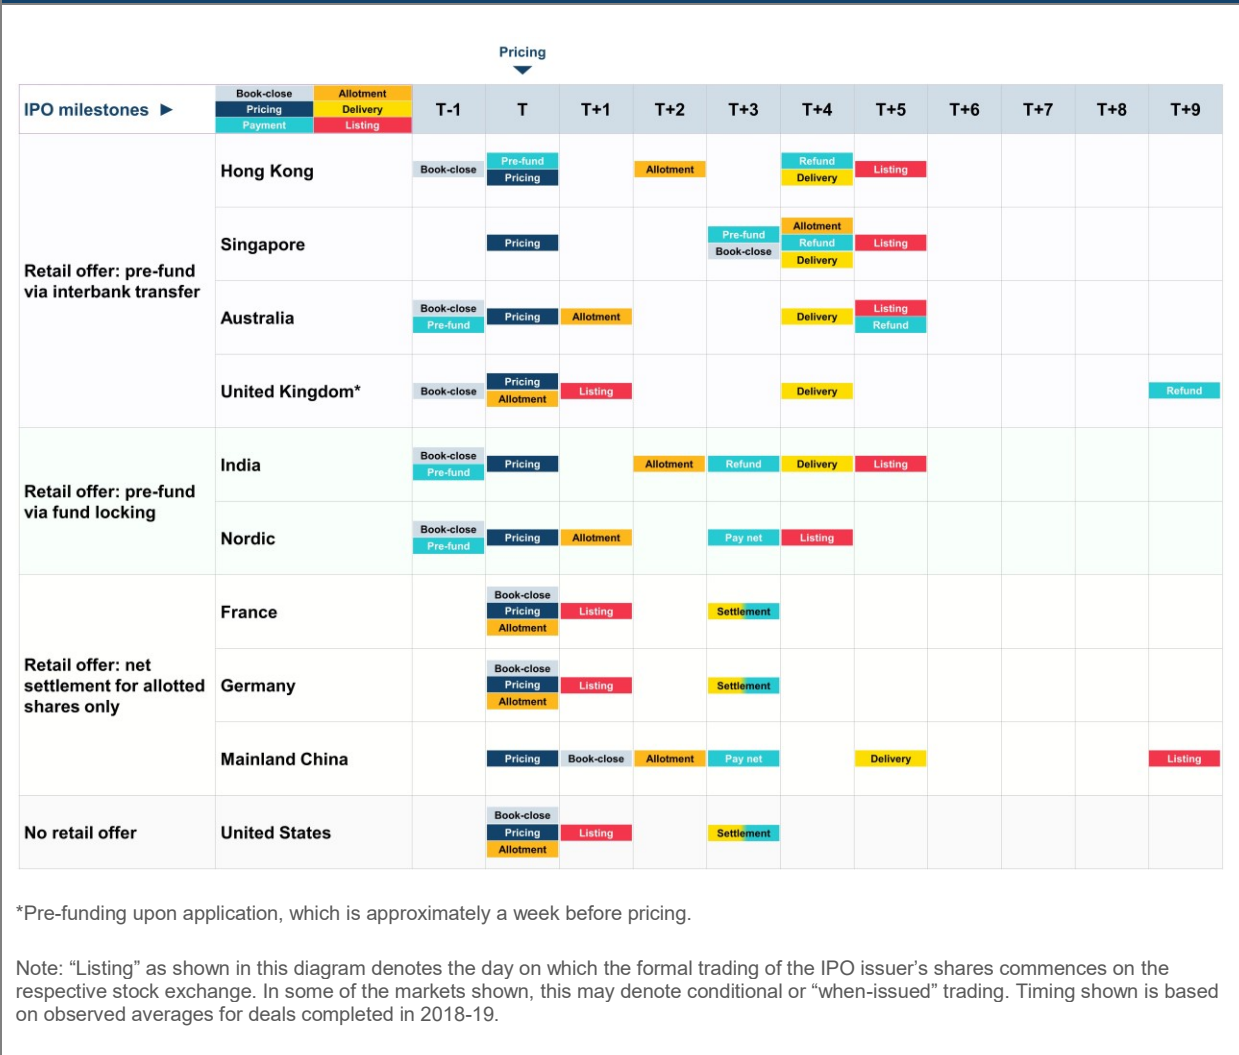 Pricing
IPO milestones ►
Book-close Allotment
Pricing Delivery
Payment Listing
T-1 T T+1 T+2 T+3 T+4 T+5 T+6 T+7 T+8 T+9
Retail offer: pre-fund
via interbank transfer
Hong Kong
Book-close
Pre-fund
Pricing
Allotment
Refund
Delivery
Listing
Singapore
Pricing
Pre-fund
Book-close
Allotment
Refund
Delivery
Listing
Australia
Book-close
Pre-fund
Pricing
Allotment
Delivery
Listing
Refund
United Kingdom*
Book-close
Pricing
Allotment
Listing
Delivery
Refund
Retail offer: pre-fund
via fund locking
India
Book-close
Pre-fund
Pricing
Allotment
Refund
Delivery
Listing
Nordic
Book-close
Pre-fund
Pricing
Allotment
Pay net
Listing
Retail offer: net
settlement for allotted
shares only
France
Book-close
Pricing
Allotment
Listing
Settlement
Germany
Book-close
Pricing
Allotment
Listing
Settlement
Mainland China
Pricing
Book-close
Allotment
Pay net
Delivery
Listing
No retail offer
United States
Book-close
Pricing
Allotment
Listing
Settlement
*Pre-funding upon application, which is approximately a week before pricing.
Note: “Listing” as shown in this diagram denotes the day on which the formal trading of the IPO issuer’s shares commences on the
respective stock exchange. In some of the markets shown, this may denote conditional or “when-issued” trading. Timing shown is based
on observed averages for deals completed in 2018-19.